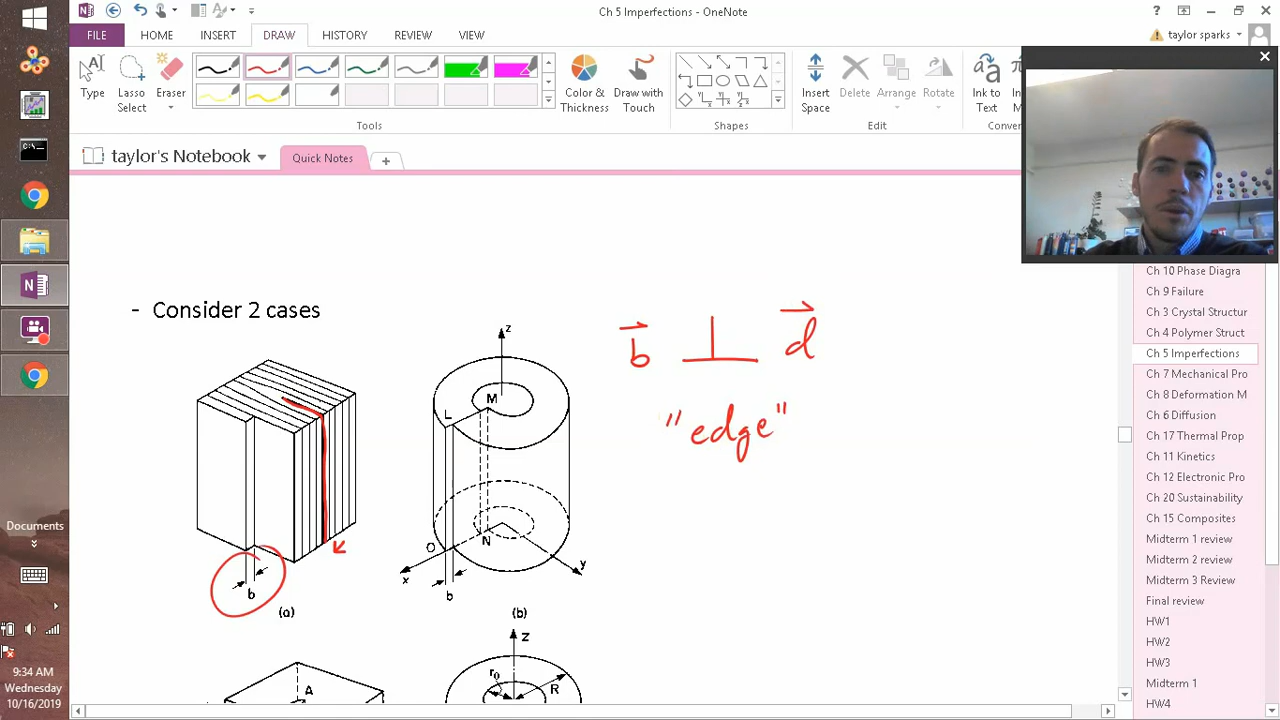 Ch 5 Imperfections - OneNote
FILE
HOME
INSERT
DRAW
HISTORY
REVIEW
VIEW
taylor sparks
Type
Lasso
Select
Eraser
Color &
Thickness
Draw with
Touch
Insert
Space
Delete
Arrange
Rotate
Ink to
Text
In
M
Tools
Shapes
Edit
Conver
taylor's Notebook
Quick Notes
- Consider 2 cases
b ⊥ d
"edge"
z
M
L
O
N
x
y
b
b
(a)
(b)
z
A
r0
R
Ch 10 Phase Diagra
Ch 9 Failure
Ch 3 Crystal Structur
Ch 4 Polymer Struct
Ch 5 Imperfections
Ch 7 Mechanical Pro
Ch 8 Deformation M
Ch 6 Diffusion
Ch 17 Thermal Prop
Ch 11 Kinetics
Ch 12 Electronic Pro
Ch 20 Sustainability
Ch 15 Composites
Midterm 1 review
Midterm 2 review
Midterm 3 Review
Final review
HW1
HW2
HW3
Midterm 1
HW4
Documents
9:34 AM
Wednesday
10/16/2019